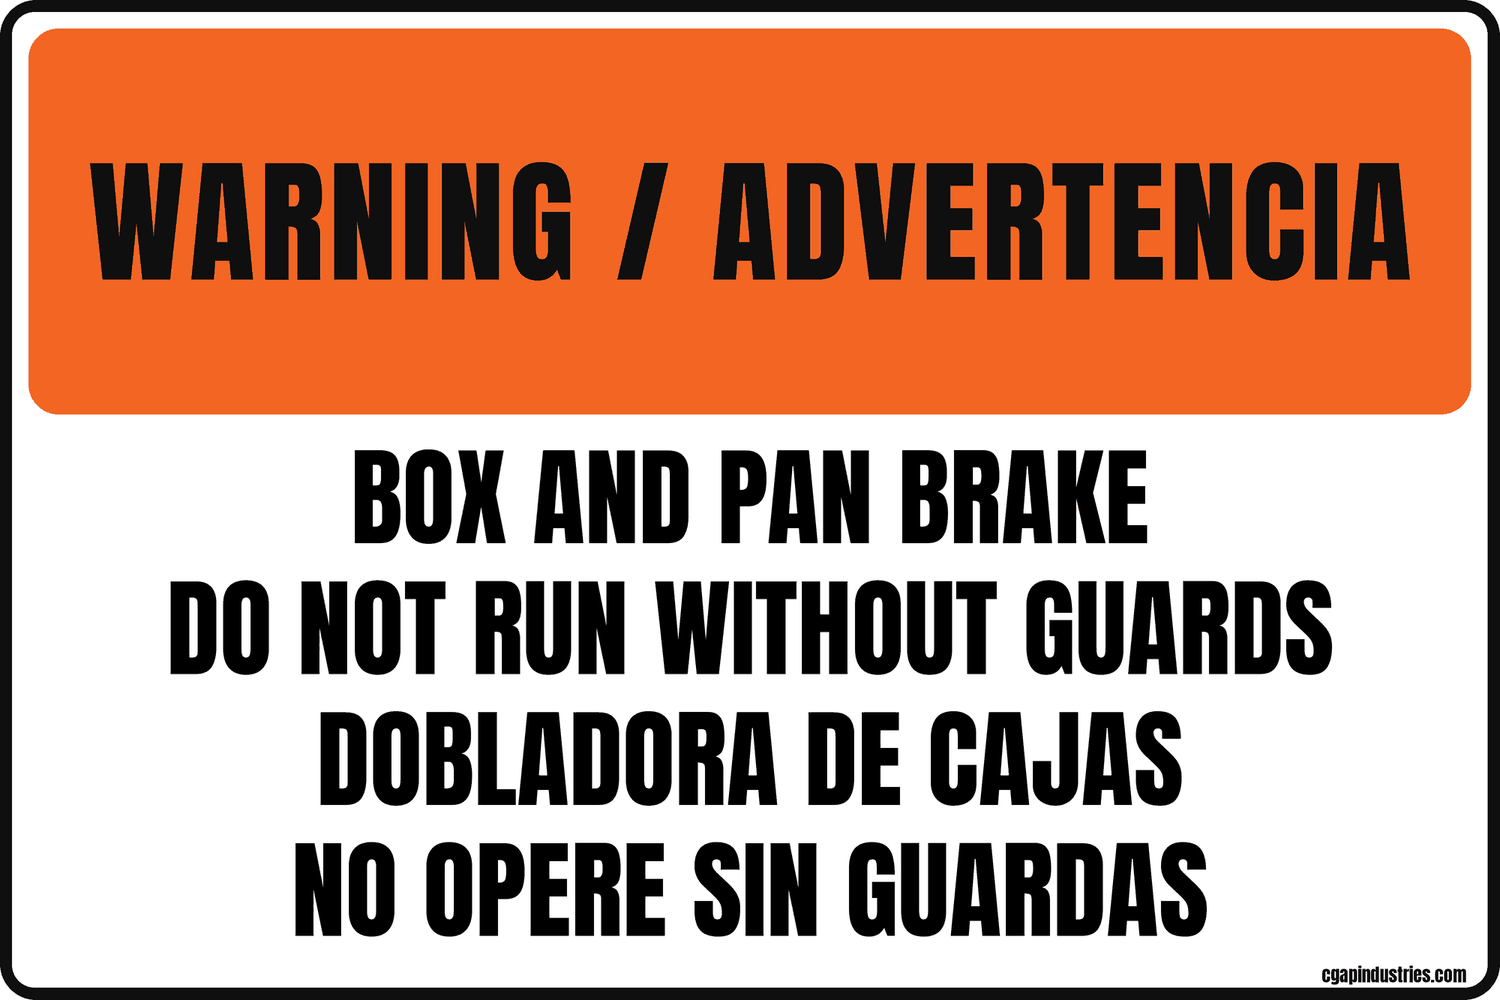 WARNING / ADVERTENCIA
BOX AND PAN BRAKE
DO NOT RUN WITHOUT GUARDS
DOBLADORA DE CAJAS
NO OPERE SIN GUARDAS
cgapindustries.com